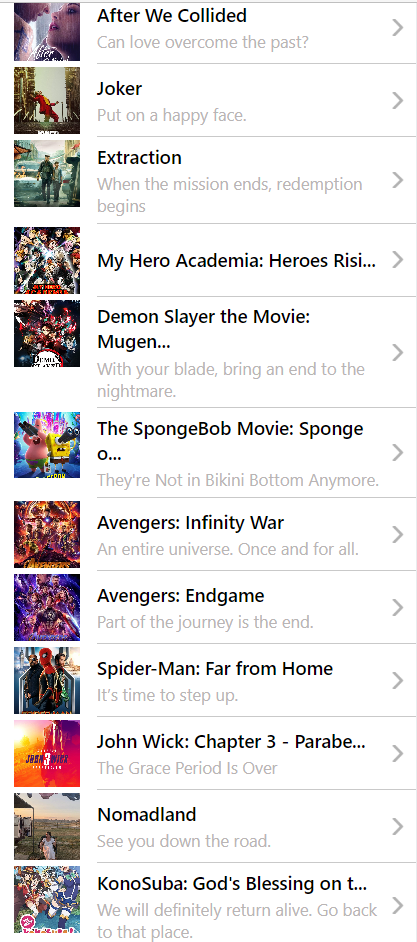 After We Collided
Can love overcome the past?
Joker
Put on a happy face.
Extraction
When the mission ends, redemption
begins
My Hero Academia: Heroes Risi...
Demon Slayer the Movie:
Mugen...
With your blade, bring an end to the
nightmare.
The SpongeBob Movie: Sponge
o...
They're Not in Bikini Bottom Anymore.
Avengers: Infinity War
An entire universe. Once and for all.
Avengers: Endgame
Part of the journey is the end.
Spider-Man: Far from Home
It’s time to step up.
John Wick: Chapter 3 - Parabe...
The Grace Period Is Over
Nomadland
See you down the road.
KonoSuba: God's Blessing on t...
We will definitely return alive. Go back
to that place.